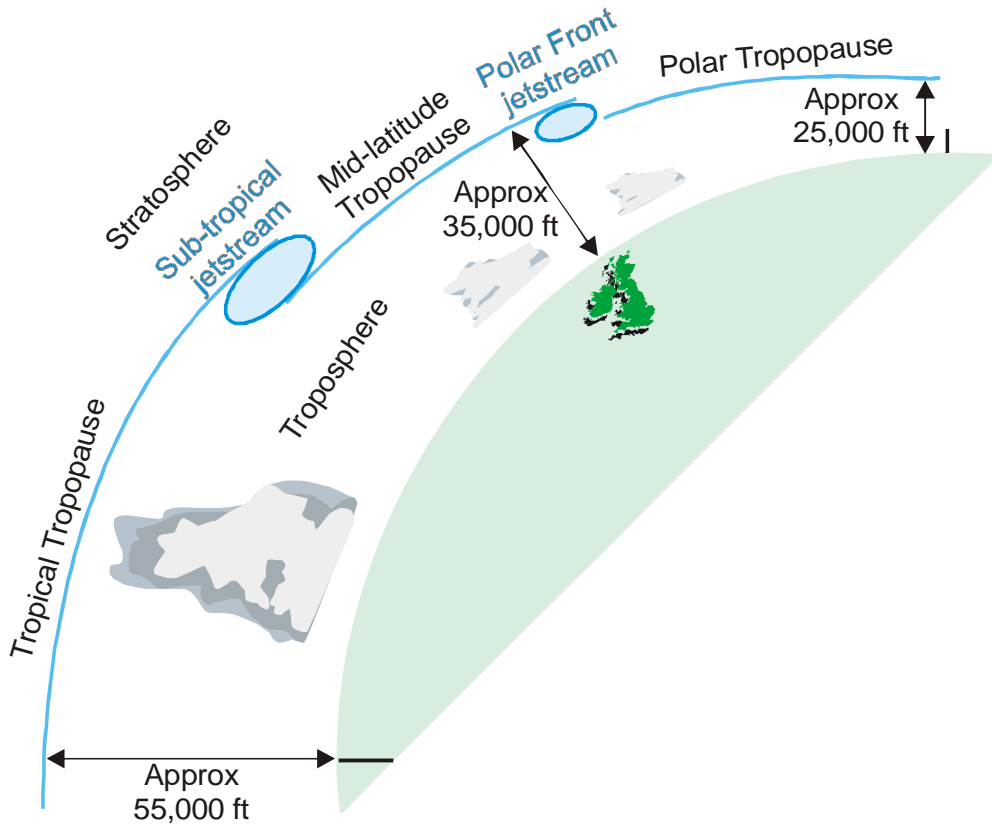 Polar Front
jetstream
Polar Tropopause
Approx
25,000 ft
Mid-latitude
Tropopause
Stratosphere
Sub-tropical
jetstream
Approx
35,000 ft
Troposphere
Tropical Tropopause
Approx
55,000 ft